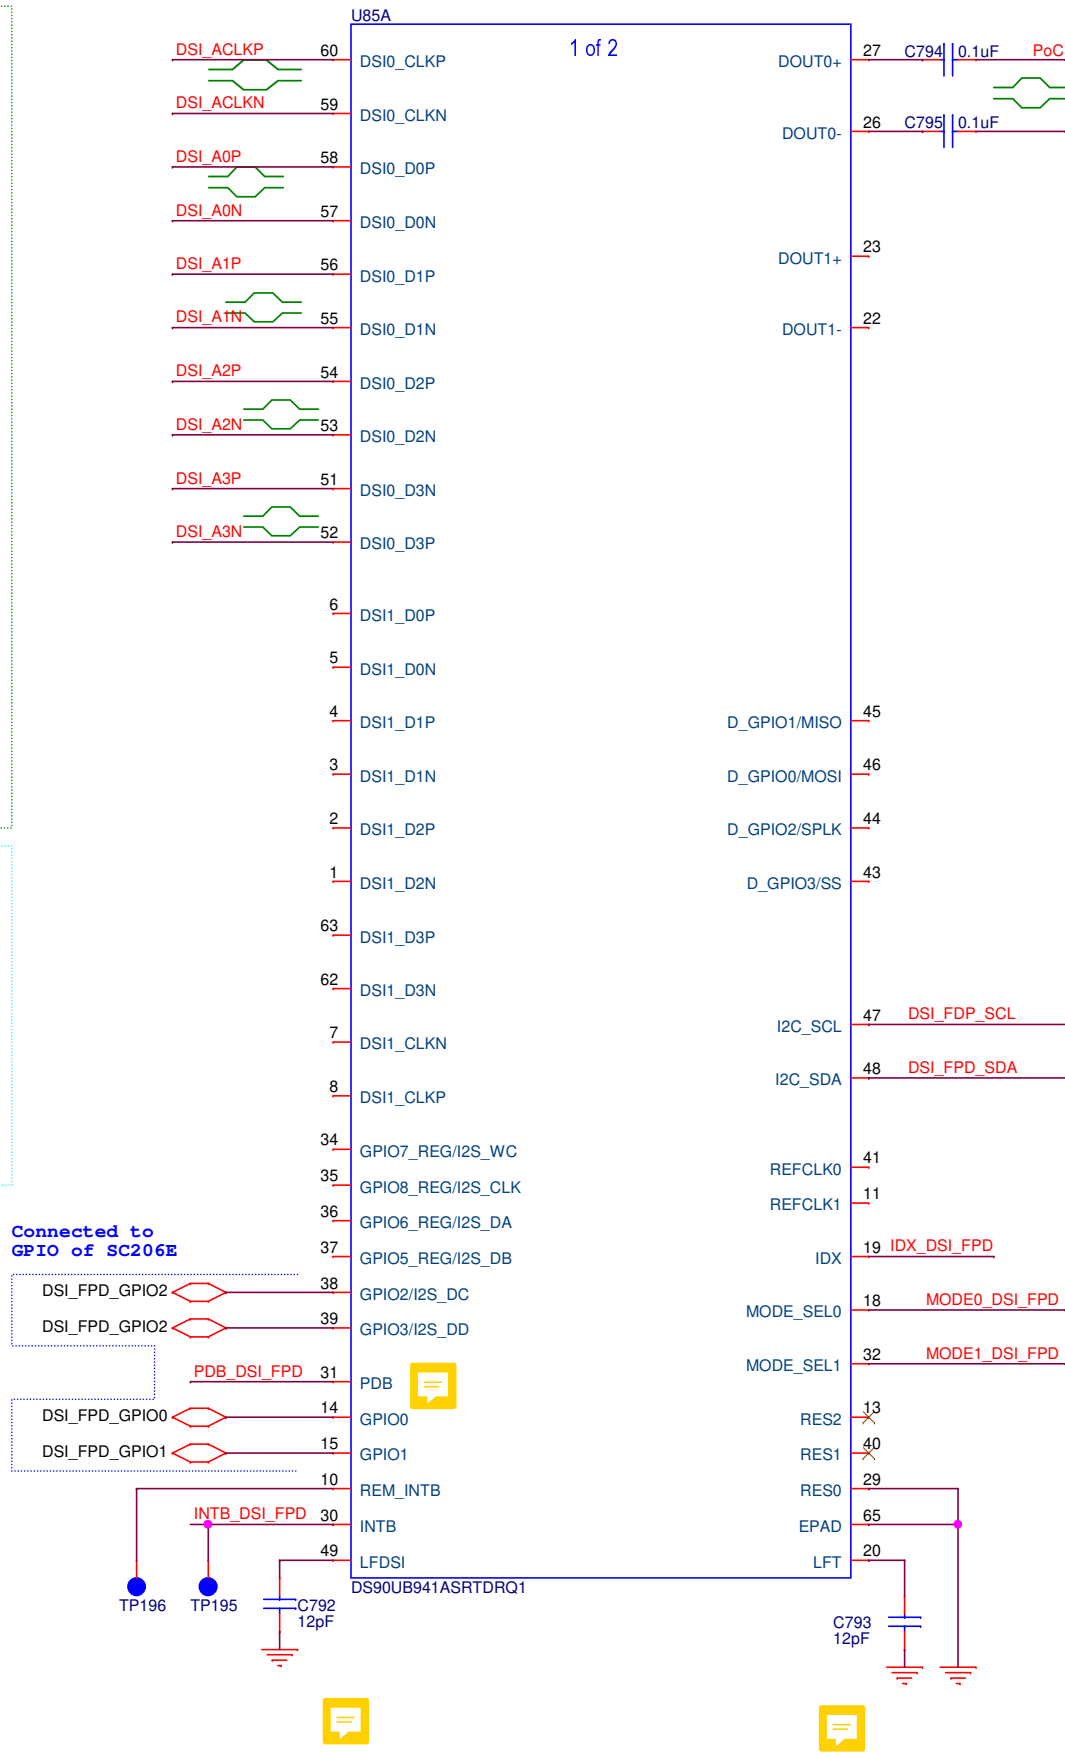 U85A
1 of 2
DSI_ACLKP 60 DSI0_CLKP
DSI_ACLKN 59 DSI0_CLKN
DSI_A0P 58 DSI0_D0P
DSI_A0N 57 DSI0_D0N
DSI_A1P 56 DSI0_D1P
DSI_A1N 55 DSI0_D1N
DSI_A2P 54 DSI0_D2P
DSI_A2N 53 DSI0_D2N
DSI_A3P 51 DSI0_D3N
DSI_A3N 52 DSI0_D3P
6 DSI1_D0P
5 DSI1_D0N
4 DSI1_D1P
3 DSI1_D1N
2 DSI1_D2P
1 DSI1_D2N
63 DSI1_D3P
62 DSI1_D3N
7 DSI1_CLKN
8 DSI1_CLKP
34 GPIO7_REG/I2S_WC
35 GPIO8_REG/I2S_CLK
36 GPIO6_REG/I2S_DA
37 GPIO5_REG/I2S_DB
Connected to
GPIO of SC206E
DSI_FPD_GPIO2 38 GPIO2/I2S_DC
DSI_FPD_GPIO2 39 GPIO3/I2S_DD
PDB_DSI_FPD 31 PDB
DSI_FPD_GPIO0 14 GPIO0
DSI_FPD_GPIO1 15 GPIO1
10 REM_INTB
INTB_DSI_FPD 30 INTB
49 LFDSI
DOUT0+ 27 C794 0.1uF PoC
DOUT0- 26 C795 0.1uF
DOUT1+ 23
DOUT1- 22
D_GPIO1/MISO 45
D_GPIO0/MOSI 46
D_GPIO2/SPLK 44
D_GPIO3/SS 43
I2C_SCL 47 DSI_FDP_SCL
I2C_SDA 48 DSI_FPD_SDA
REFCLK0 41
REFCLK1 11
IDX 19 IDX_DSI_FPD
MODE_SEL0 18 MODE0_DSI_FPD
MODE_SEL1 32 MODE1_DSI_FPD
RES2 13
RES1 40
RES0 29
EPAD 65
LFT 20
DS90UB941ASRTDRQ1
TP196
TP195
C792
12pF
C793
12pF